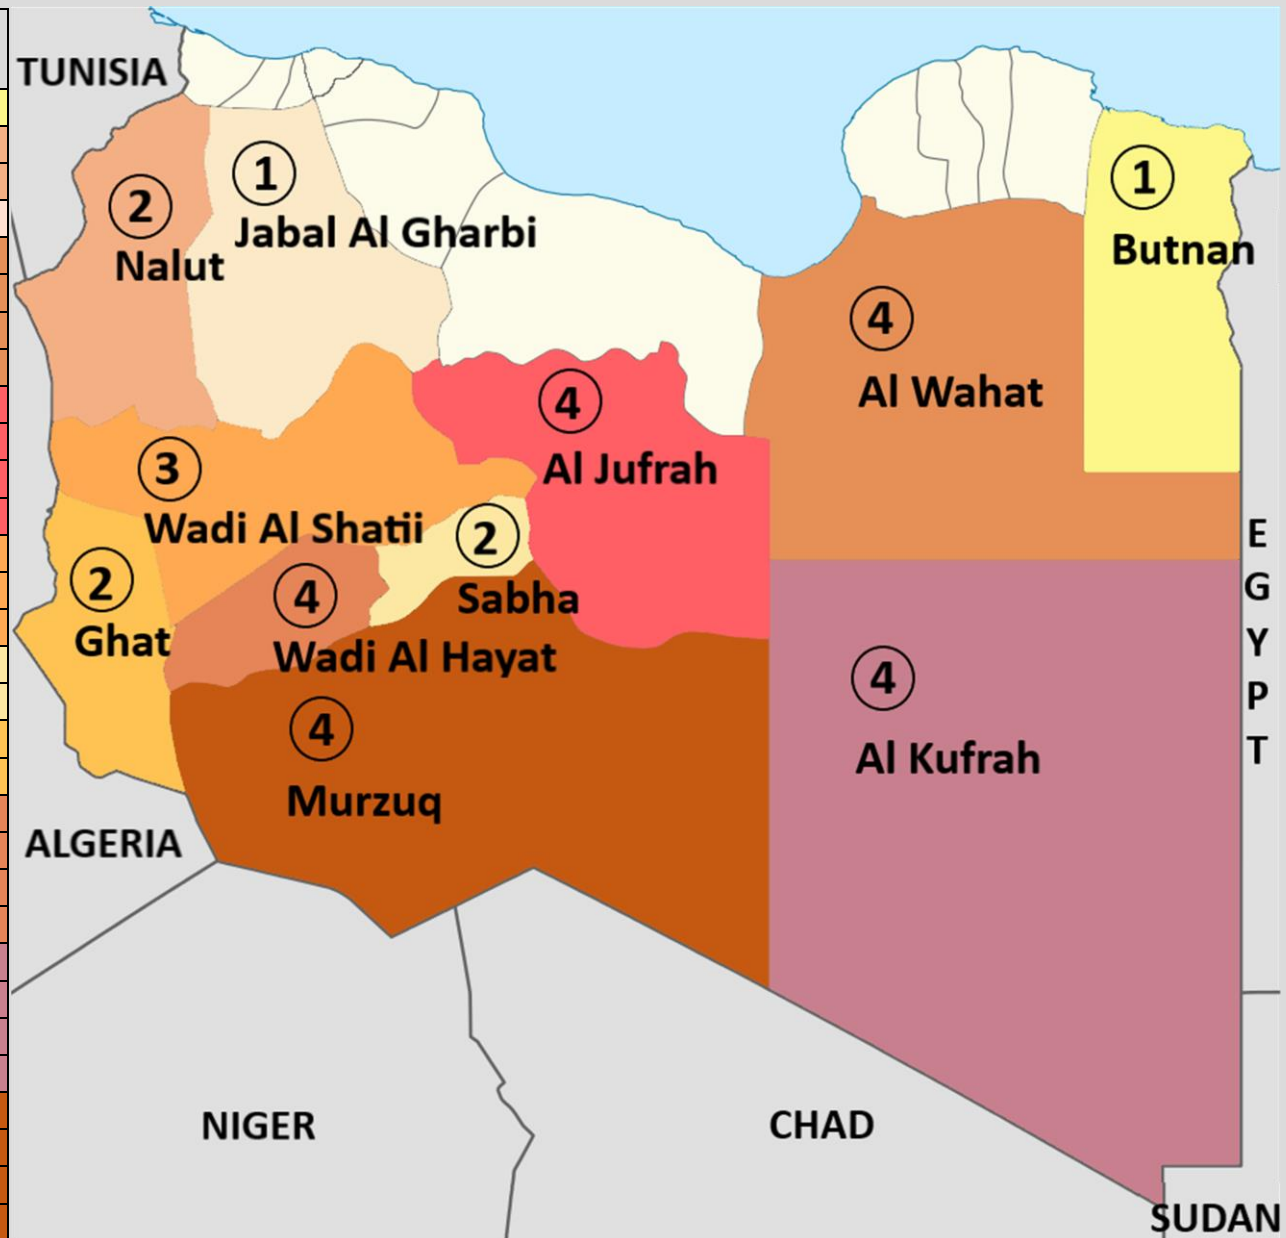 TUNISIA
1
Jabal Al Gharbi
2
Nalut
1
Butnan
4
Al Wahat
4
Al Jufrah
3
Wadi Al Shatii
2
Sabha
2
Ghat
4
Wadi Al Hayat
4
Murzuq
4
Al Kufrah
E
G
Y
P
T
ALGERIA
NIGER
CHAD
SUDAN